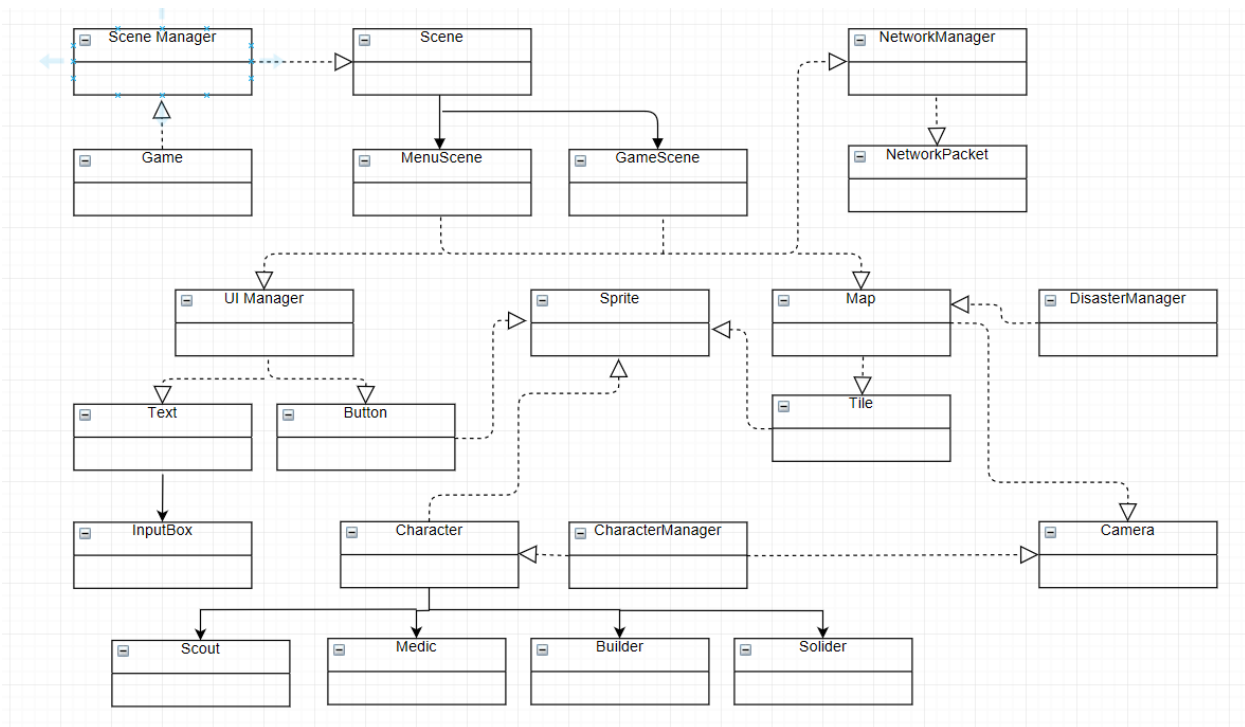 Scene Manager
Scene
NetworkManager
Game
MenuScene
GameScene
NetworkPacket
UI Manager
Sprite
Map
DisasterManager
Text
Button
Tile
InputBox
Character
CharacterManager
Camera
Scout
Medic
Builder
Solider